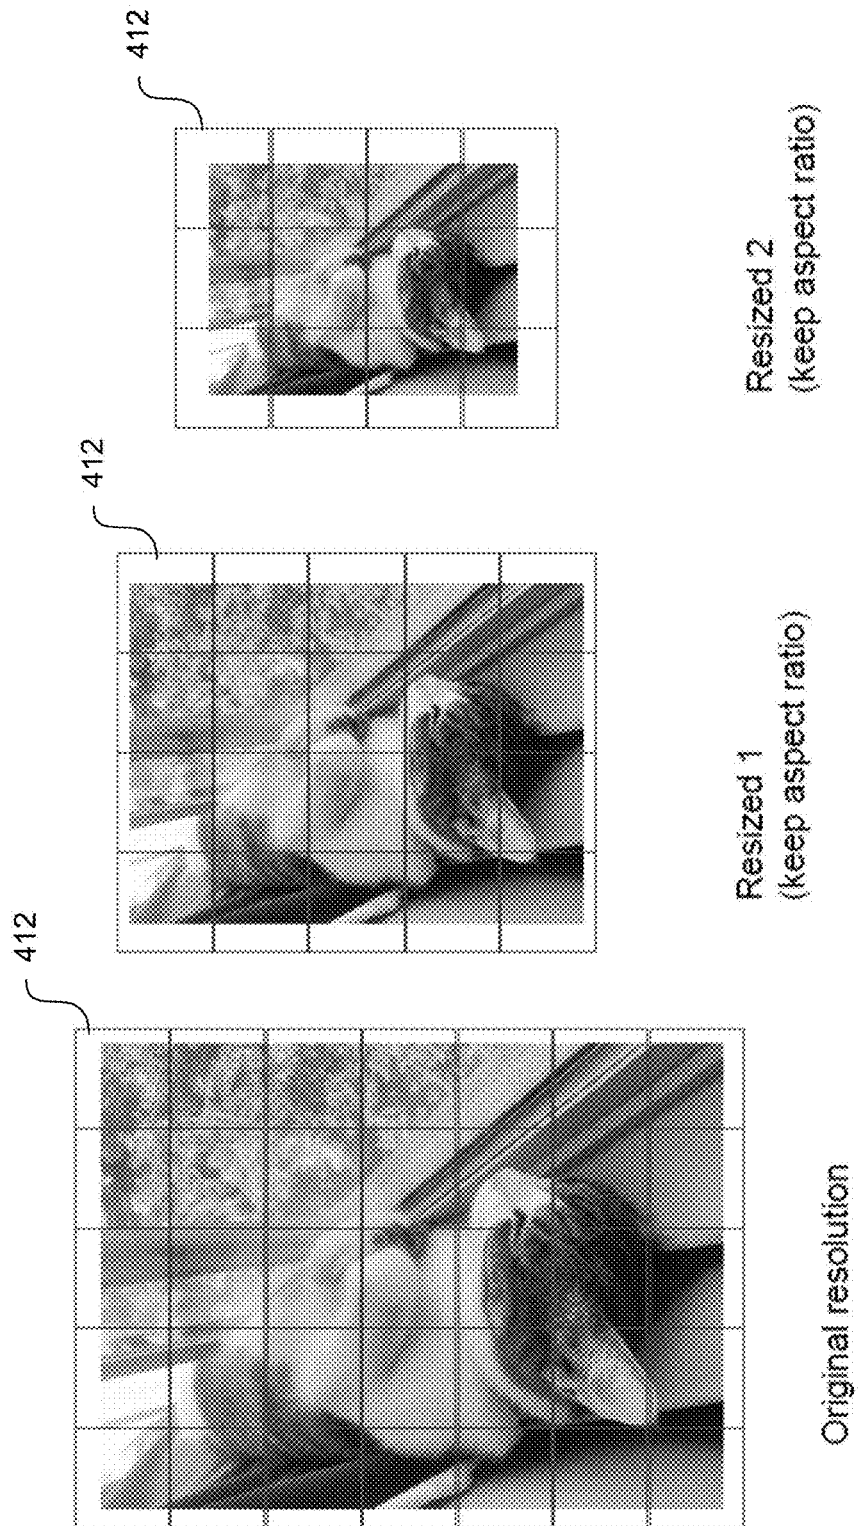 412
412
412
Original resolution
Resized 1
(keep aspect ratio)
Resized 2
(keep aspect ratio)